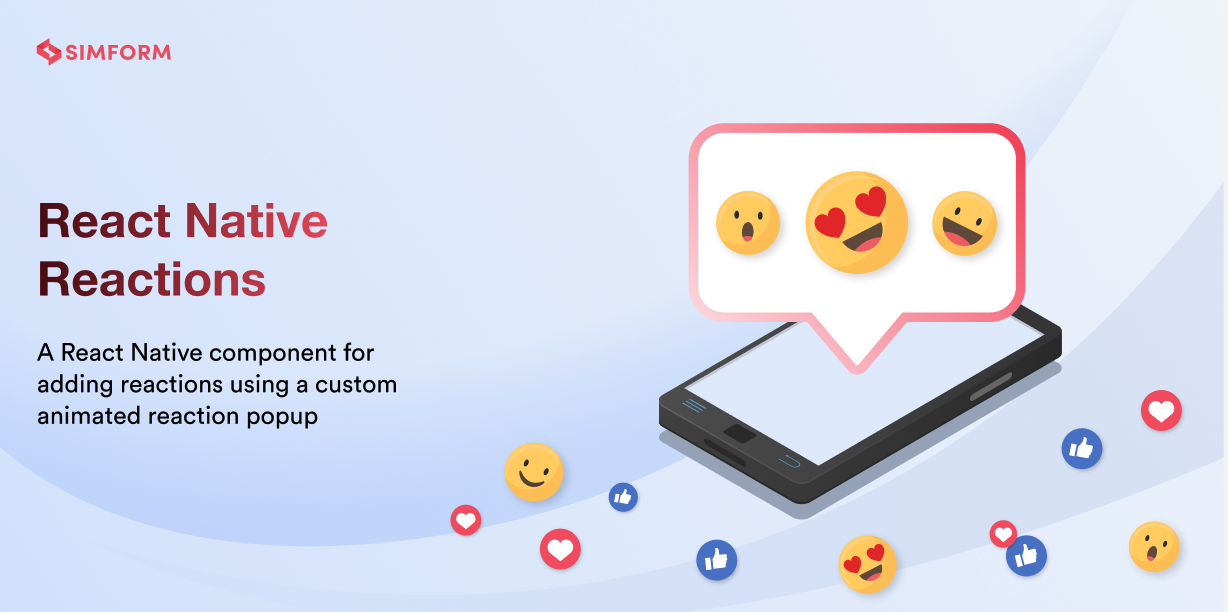 SIMFORM
React Native
Reactions
A React Native component for
adding reactions using a custom
animated reaction popup